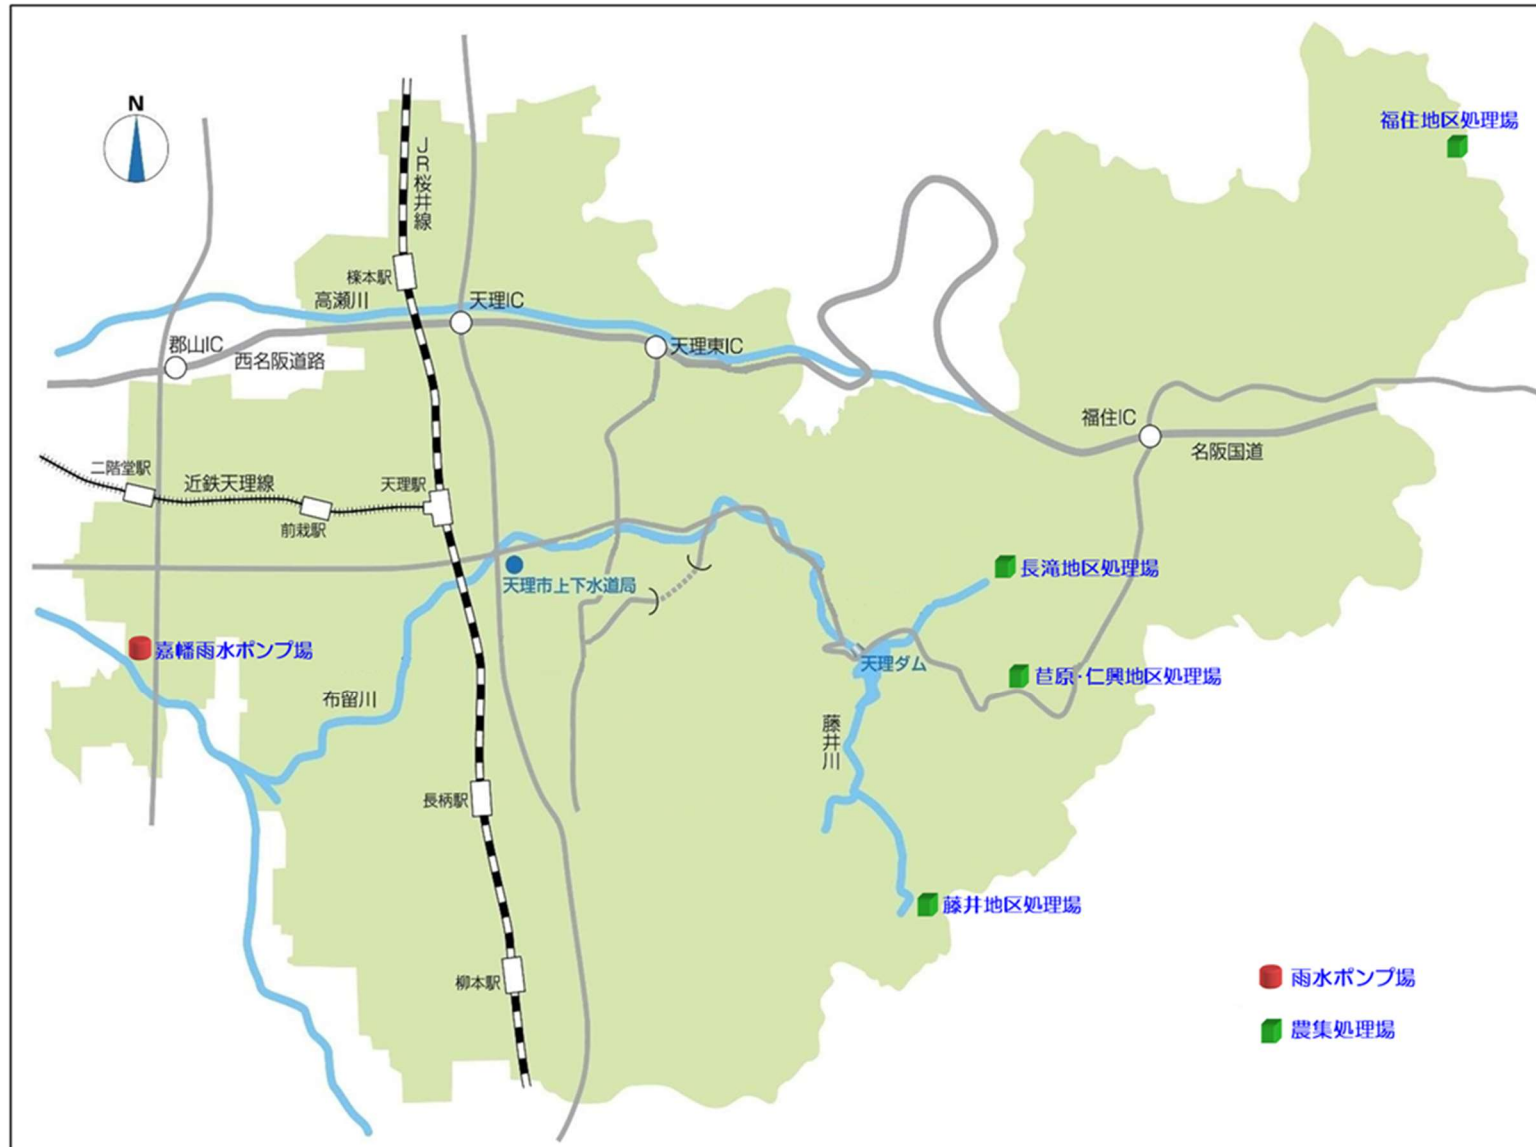 N
福住地区処理場
JR桜井線
櫟本駅
高瀬川
天理IC
郡山IC
西名阪道路
天理東IC
福住IC
名阪国道
二階堂駅
近鉄天理線
天理駅
前栽駅
天理市上下水道局
長滝地区処理場
嘉幡雨水ポンプ場
天理ダム
苣原・仁興地区処理場
布留川
藤井川
長柄駅
藤井地区処理場
柳本駅
雨水ポンプ場
農集処理場